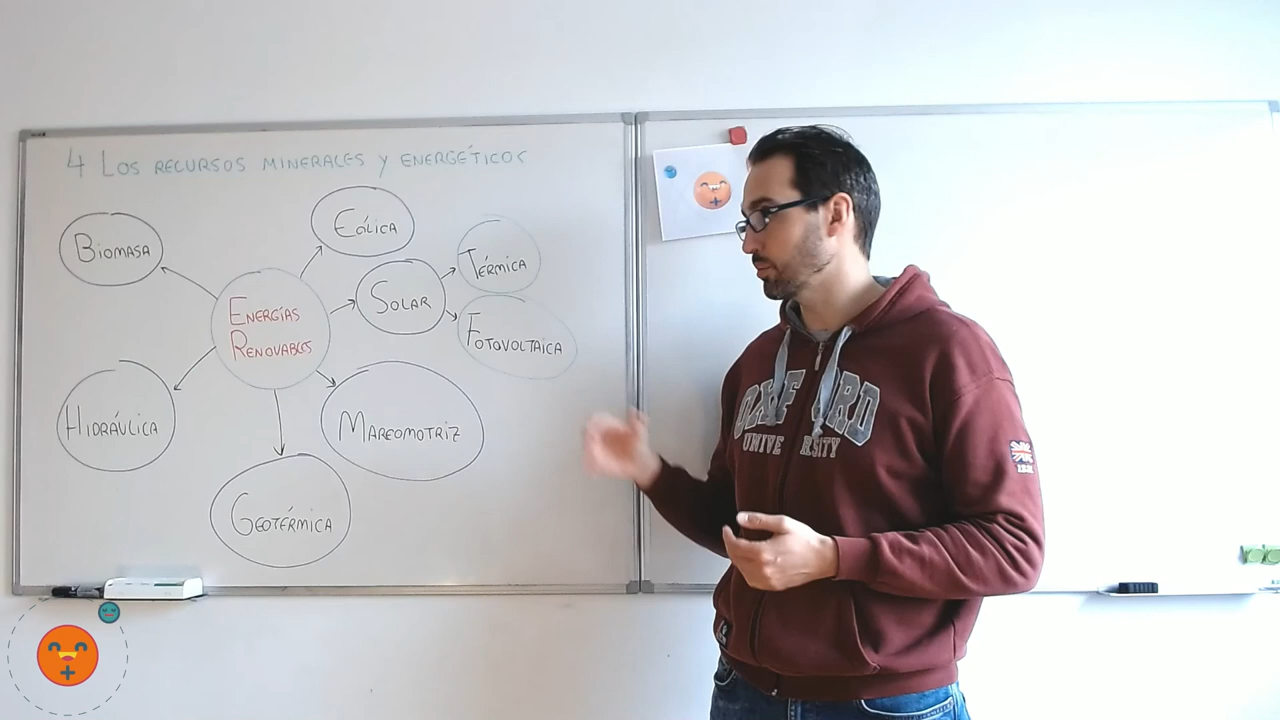 4 LOS RECURSOS MINERALES Y ENERGÉTICOS
BIOMASA
EÓLICA
TÉRMICA
SOLAR
ENERGÍAS
RENOVABLES
FOTOVOLTAICA
HIDRÁULICA
MAREOMOTRIZ
GEOTÉRMICA
OXFORD
UNIVERSITY